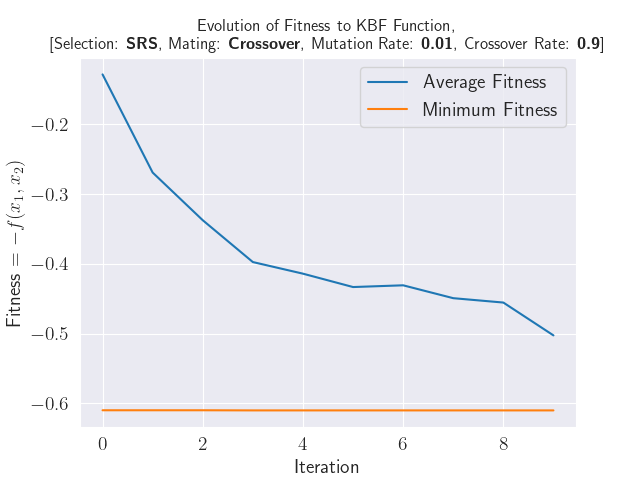 Evolution of Fitness to KBF Function,
[Selection: SRS, Mating: Crossover, Mutation Rate: 0.01, Crossover Rate: 0.9]
Average Fitness
Minimum Fitness
Fitness = −f(x₁, x₂)
−0.2
−0.3
−0.4
−0.5
−0.6
0 2 4 6 8
Iteration